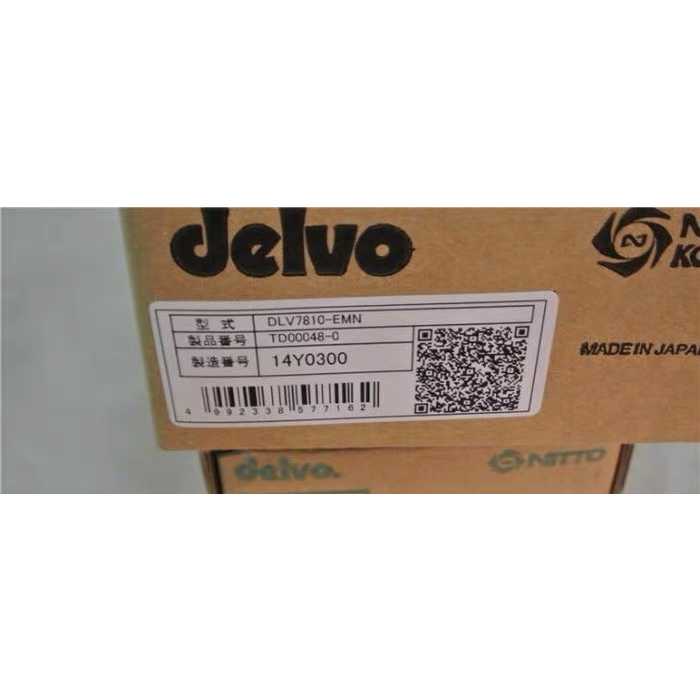 delvo
N
KO
型式 DLV7810-EMN
製品番号 TD00048-0
製造番号 14Y0300
4 992338 577162
MADE IN JAPAN
delvo.
NITTO